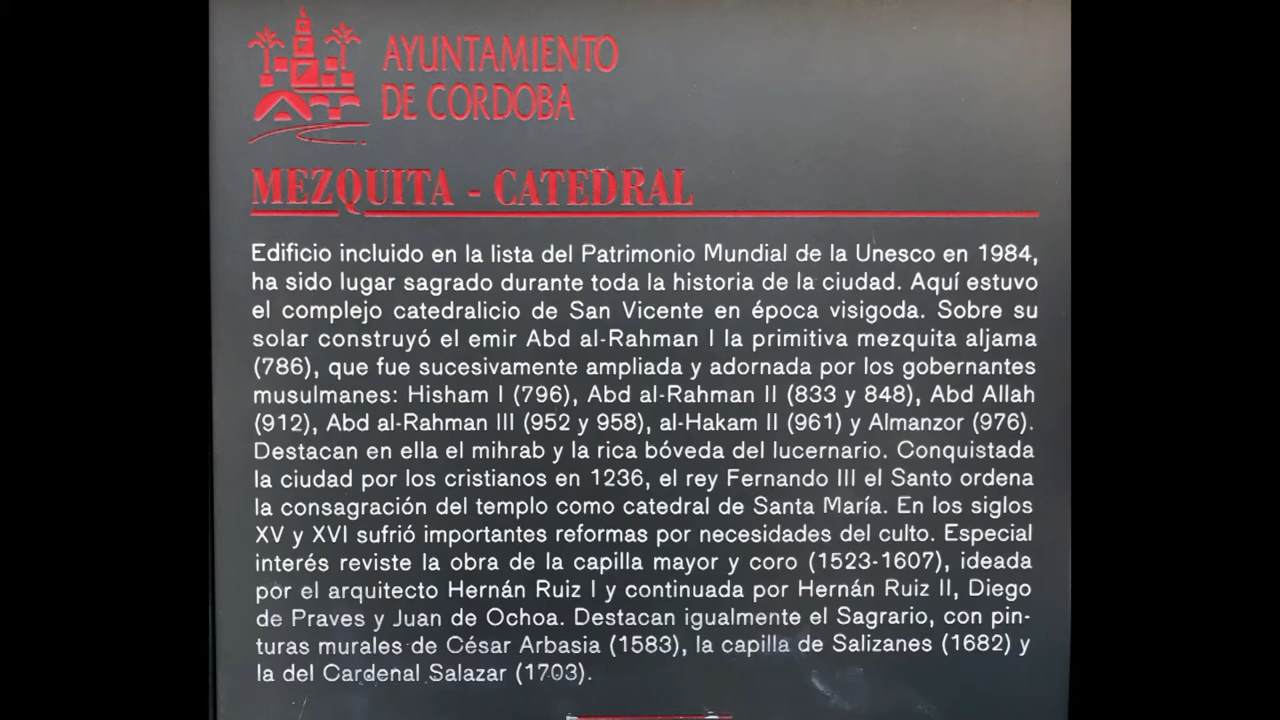 AYUNTAMIENTO
DE CORDOBA
MEZQUITA - CATEDRAL
Edificio incluido en la lista del Patrimonio Mundial de la Unesco en 1984,
ha sido lugar sagrado durante toda la historia de la ciudad. Aquí estuvo
el complejo catedralicio de San Vicente en época visigoda. Sobre su
solar construyó el emir Abd al-Rahman I la primitiva mezquita aljama
(786), que fue sucesivamente ampliada y adornada por los gobernantes
musulmanes: Hisham I (796), Abd al-Rahman II (833 y 848), Abd Allah
(912), Abd al-Rahman III (952 y 958), al-Hakam II (961) y Almanzor (976).
Destacan en ella el mihrab y la rica bóveda del lucernario. Conquistada
la ciudad por los cristianos en 1236, el rey Fernando III el Santo ordena
la consagración del templo como catedral de Santa María. En los siglos
XV y XVI sufrió importantes reformas por necesidades del culto. Especial
interés reviste la obra de la capilla mayor y coro (1523-1607), ideada
por el arquitecto Hernán Ruiz I y continuada por Hernán Ruiz II, Diego
de Praves y Juan de Ochoa. Destacan igualmente el Sagrario, con pin-
turas murales de César Arbasia (1583), la capilla de Salizanes (1682) y
la del Cardenal Salazar (1703).